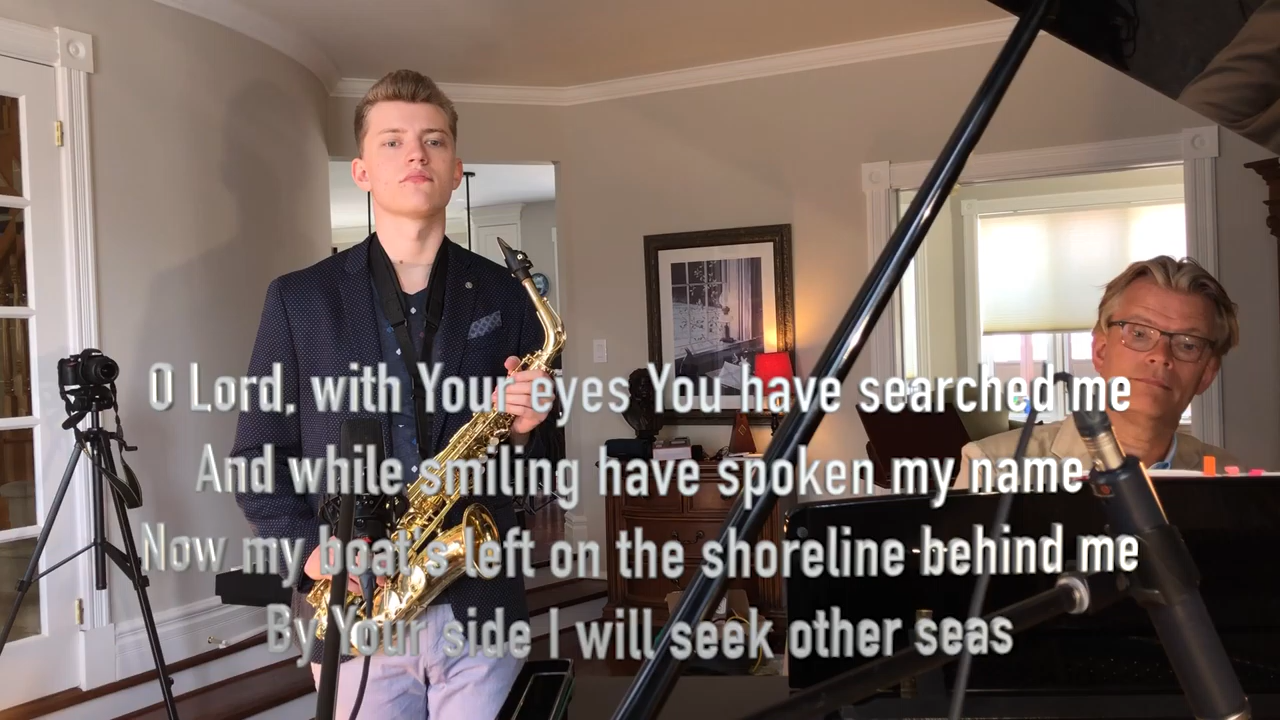 O Lord, with Your eyes You have searched me
And while smiling have spoken my name
Now my boat's left on the shoreline behind me
By Your side I will seek other seas